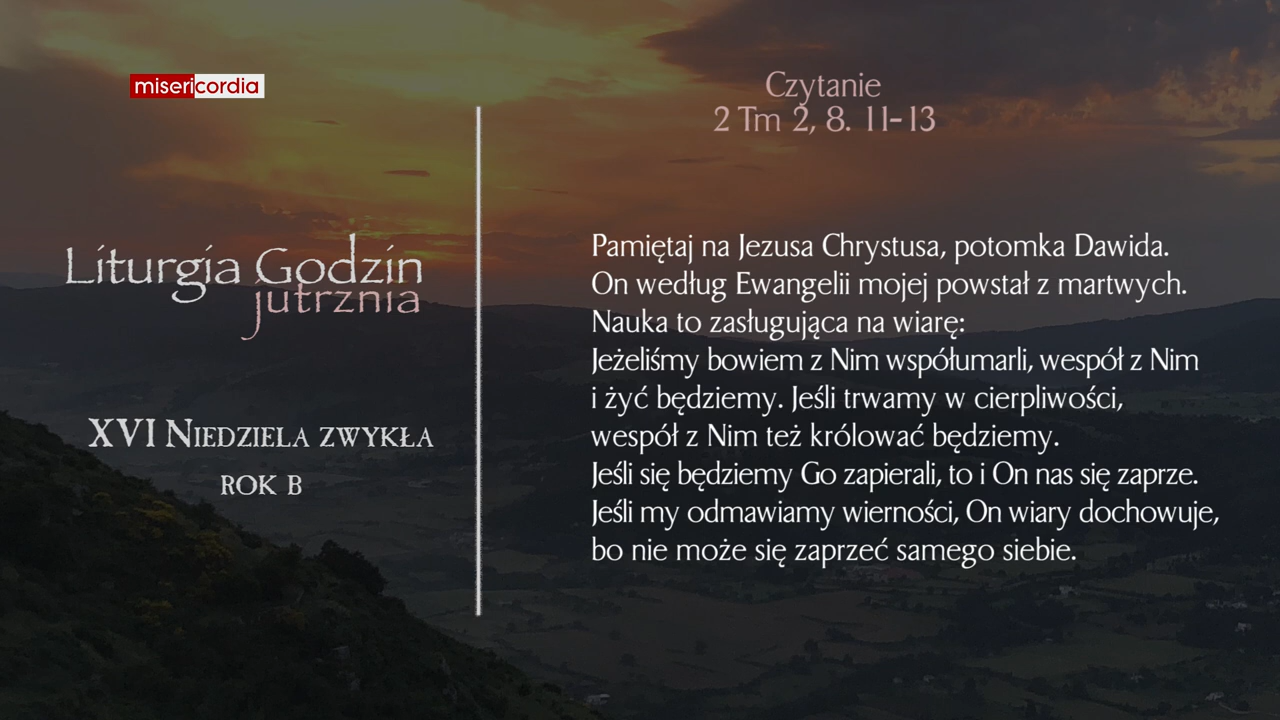 misericordia
Liturgia Godzin
jutrznia
XVI Niedziela zwykła
rok B
Czytanie
2 Tm 2, 8. 11-13
Pamiętaj na Jezusa Chrystusa, potomka Dawida.
On według Ewangelii mojej powstał z martwych.
Nauka to zasługująca na wiarę:
Jeżeliśmy bowiem z Nim współumarli, wespół z Nim
i żyć będziemy. Jeśli trwamy w cierpliwości,
wespół z Nim też królować będziemy.
Jeśli się będziemy Go zapierali, to i On nas się zaprze.
Jeśli my odmawiamy wierności, On wiary dochowuje,
bo nie może się zaprzeć samego siebie.